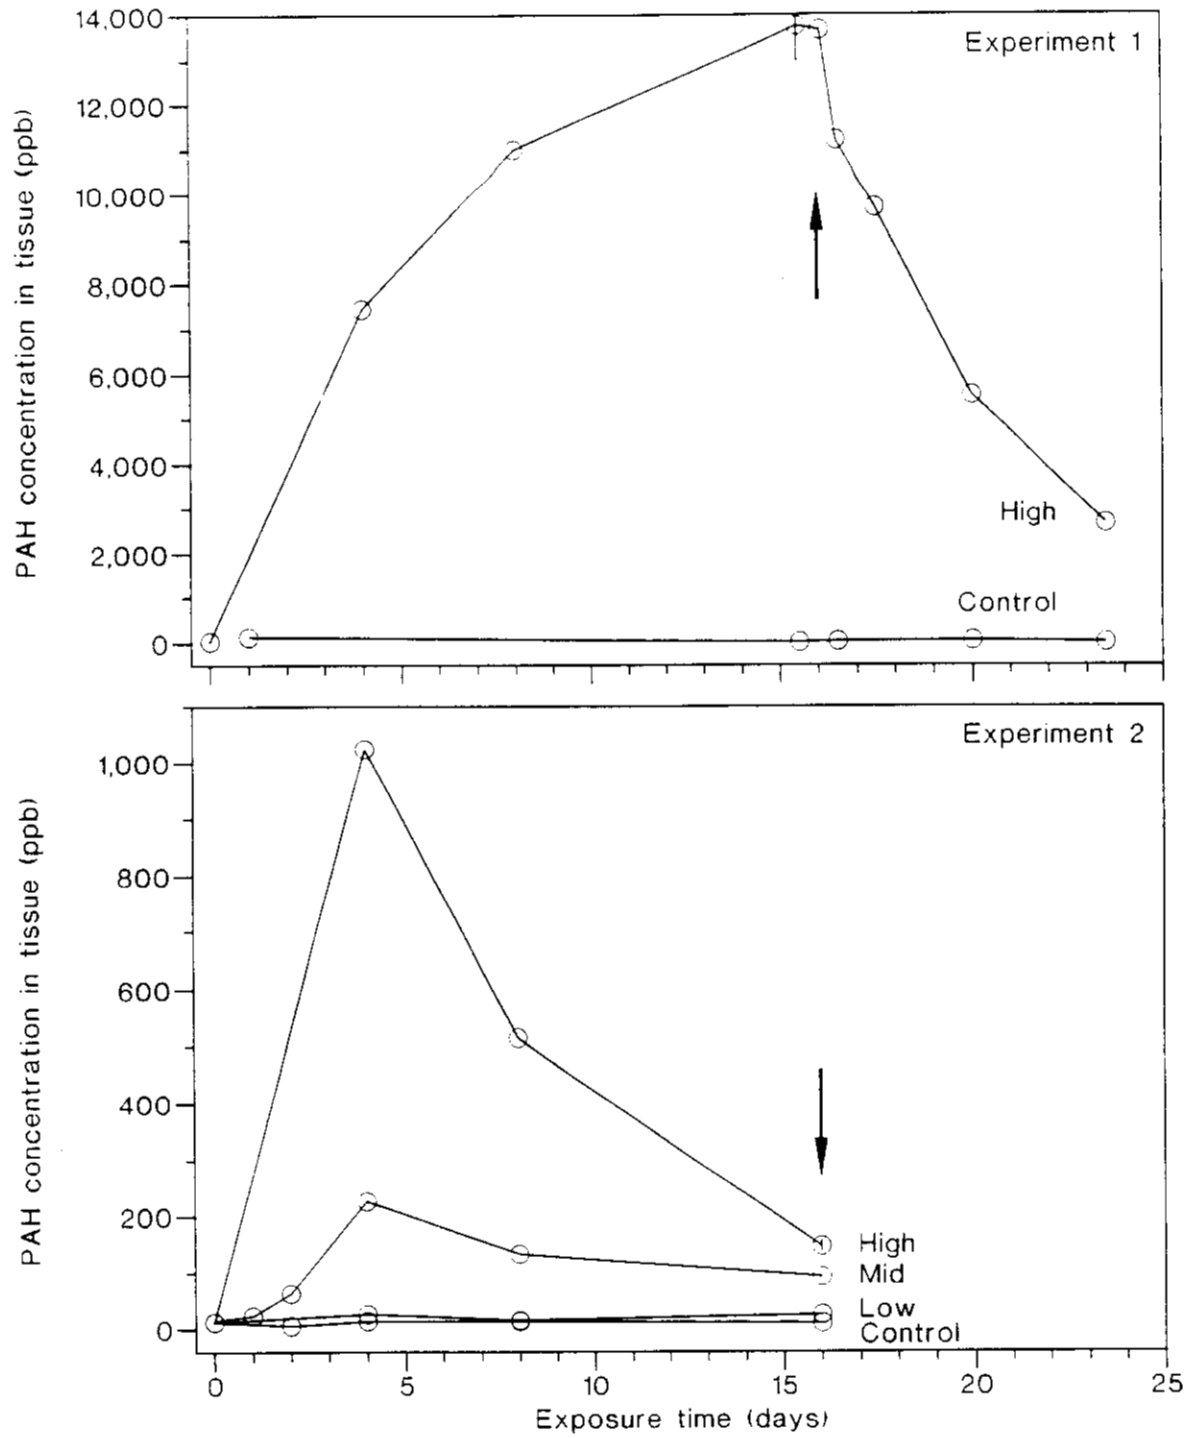 PAH concentration in tissue (ppb)
14,000
12,000
10,000
8,000
6,000
4,000
2,000
0
Experiment 1
High
Control
PAH concentration in tissue (ppb)
1,000
800
600
400
200
0
Experiment 2
High
Mid
Low
Control
0 5 10 15 20 25
Exposure time (days)